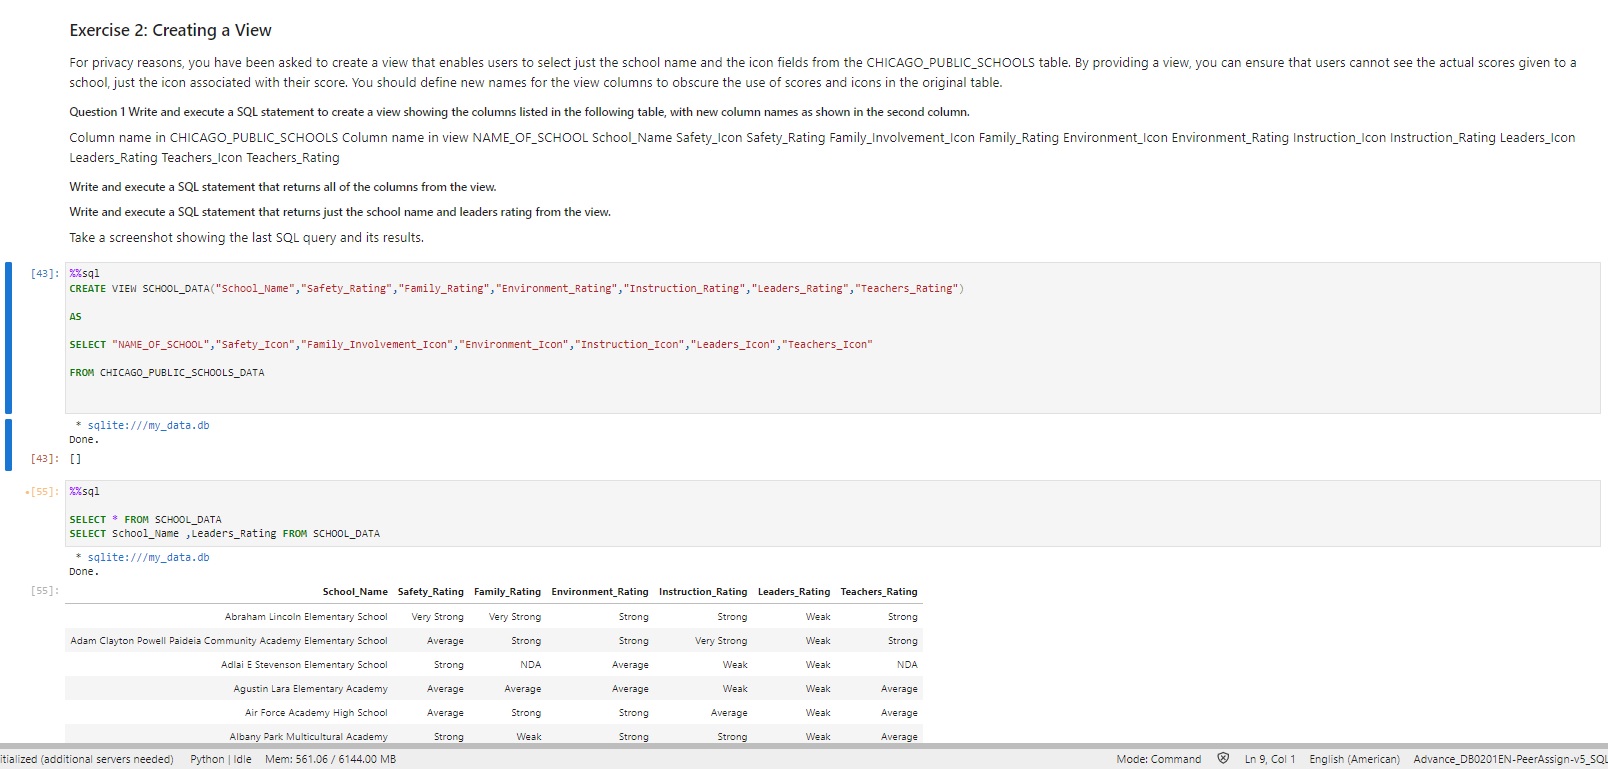 Exercise 2: Creating a View
For privacy reasons, you have been asked to create a view that enables users to select just the school name and the icon fields from the CHICAGO_PUBLIC_SCHOOLS table. By providing a view, you can ensure that users cannot see the actual scores given to a
school, just the icon associated with their score. You should define new names for the view columns to obscure the use of scores and icons in the original table.
Question 1 Write and execute a SQL statement to create a view showing the columns listed in the following table, with new column names as shown in the second column.
Column name in CHICAGO_PUBLIC_SCHOOLS Column name in view NAME_OF_SCHOOL School_Name Safety_Icon Safety_Rating Family_Involvement_Icon Family_Rating Environment_Icon Environment_Rating Instruction_Icon Instruction_Rating Leaders_Icon
Leaders_Rating Teachers_Icon Teachers_Rating
Write and execute a SQL statement that returns all of the columns from the view.
Write and execute a SQL statement that returns just the school name and leaders rating from the view.
Take a screenshot showing the last SQL query and its results.
[43]: %%sql
CREATE VIEW SCHOOL_DATA("School_Name","Safety_Rating","Family_Rating","Environment_Rating","Instruction_Rating","Leaders_Rating","Teachers_Rating")
AS
SELECT "NAME_OF_SCHOOL","Safety_Icon","Family_Involvement_Icon","Environment_Icon","Instruction_Icon","Leaders_Icon","Teachers_Icon"
FROM CHICAGO_PUBLIC_SCHOOLS_DATA
* sqlite:///my_data.db
Done.
[43]: []
•[55]: %%sql
SELECT * FROM SCHOOL_DATA
SELECT School_Name ,Leaders_Rating FROM SCHOOL_DATA
* sqlite:///my_data.db
Done.
[55]: School_Name Safety_Rating Family_Rating Environment_Rating Instruction_Rating Leaders_Rating Teachers_Rating
Abraham Lincoln Elementary School Very Strong Very Strong Strong Strong Weak Strong
Adam Clayton Powell Paideia Community Academy Elementary School Average Strong Strong Very Strong Weak Strong
Adlai E Stevenson Elementary School Strong NDA Average Weak Weak NDA
Agustin Lara Elementary Academy Average Average Average Weak Weak Average
Air Force Academy High School Average Strong Strong Average Weak Average
Albany Park Multicultural Academy Strong Weak Strong Strong Weak Average
itialized (additional servers needed) Python | Idle Mem: 561.06 / 6144.00 MB Mode: Command Ln 9, Col 1 English (American) Advance_DB0201EN-PeerAssign-v5_SQL